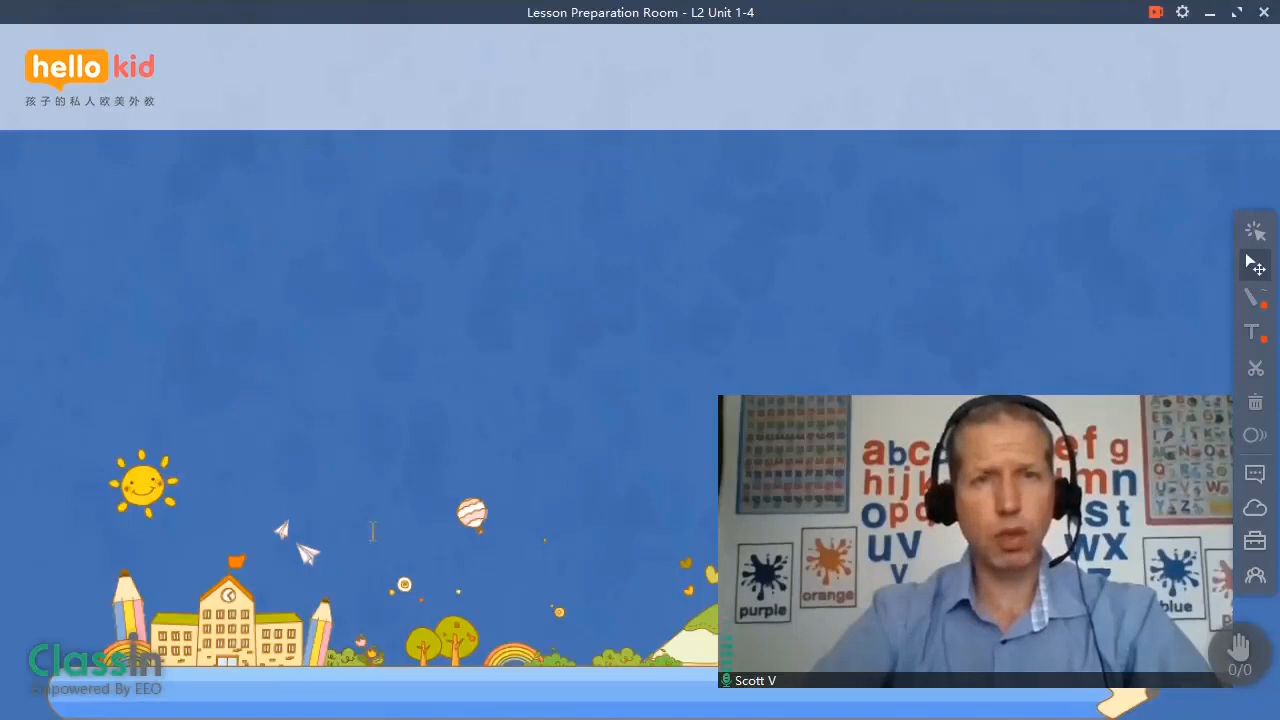 Lesson Preparation Room - L2 Unit 1-4
hello kid
孩子的私人欧美外教
abc efg
hijk mn
op st
uv wx
purple
orange
blue
Scott V
0/0
ClassIn
Empowered By EEO